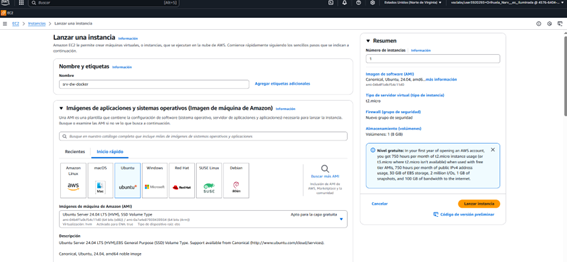 aws
Buscar
[Alt+S]
Estados Unidos (Norte de Virginia)
EC2
EC2 > Instancias > Lanzar una instancia
Lanzar una instancia Información
Amazon EC2 le permite crear máquinas virtuales, o instancias, que se ejecutan en la nube de AWS. Comience rápidamente siguiendo los sencillos pasos que se indican a
continuación.
Nombre y etiquetas Información
Nombre
srv-dw-docker
Agregar etiquetas adicionales
Imágenes de aplicaciones y sistemas operativos (Imagen de máquina de Amazon) Información
Una AMI es una plantilla que contiene la configuración de software (sistema operativo, servidor de aplicaciones y aplicaciones) necesaria para lanzar la instancia.
Busque o examine las AMI si no ve lo que busca a continuación.
Busque en nuestro catálogo completo que incluye miles de imágenes de sistemas operativos y aplicaciones
Recientes
Inicio rápido
Amazon
Linux
aws
macOS
Mac
Ubuntu
ubuntu
Windows
Microsoft
Red Hat
Red Hat
SUSE Linux
SUSE
Debian
Buscar más AMI
Inclusión de AMI de
AWS, Marketplace y la
comunidad
Imágenes de máquina de Amazon (AMI)
Ubuntu Server 24.04 LTS (HVM), SSD Volume Type
Apto para la capa gratuita
Descripción
Ubuntu Server 24.04 LTS (HVM),EBS General Purpose (SSD) Volume Type. Support available from Canonical (http://www.ubuntu.com/cloud/services).
Canonical, Ubuntu, 24.04, amd64 noble image
Resumen
Número de instancias Información
1
Imagen de software (AMI)
Canonical, Ubuntu, 24.04, amd6...más información
Tipo de servidor virtual (tipo de instancia)
t2.micro
Firewall (grupo de seguridad)
Nuevo grupo de seguridad
Almacenamiento (volúmenes)
Nivel gratuito: In your first year of opening an AWS account,
you get 750 hours per month of t2.micro instance usage (or
t3.micro where t2.micro isn't available) when used with free
tier AMIs, 750 hours per month of public IPv4 address
usage, 30 GiB of EBS storage, 2 million I/Os, 1 GB of
snapshots, and 100 GB of bandwidth to the internet.
Cancelar
Lanzar instancia
Código de versión preliminar